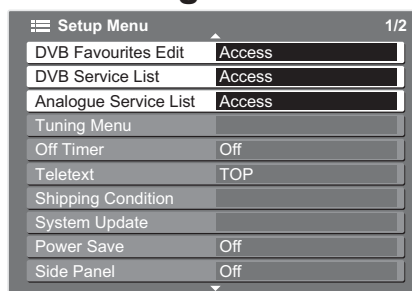 Setup Menu 1/2
DVB Favourites Edit Access
DVB Service List Access
Analogue Service List Access
Tuning Menu
Off Timer Off
Teletext TOP
Shipping Condition
System Update
Power Save Off
Side Panel Off